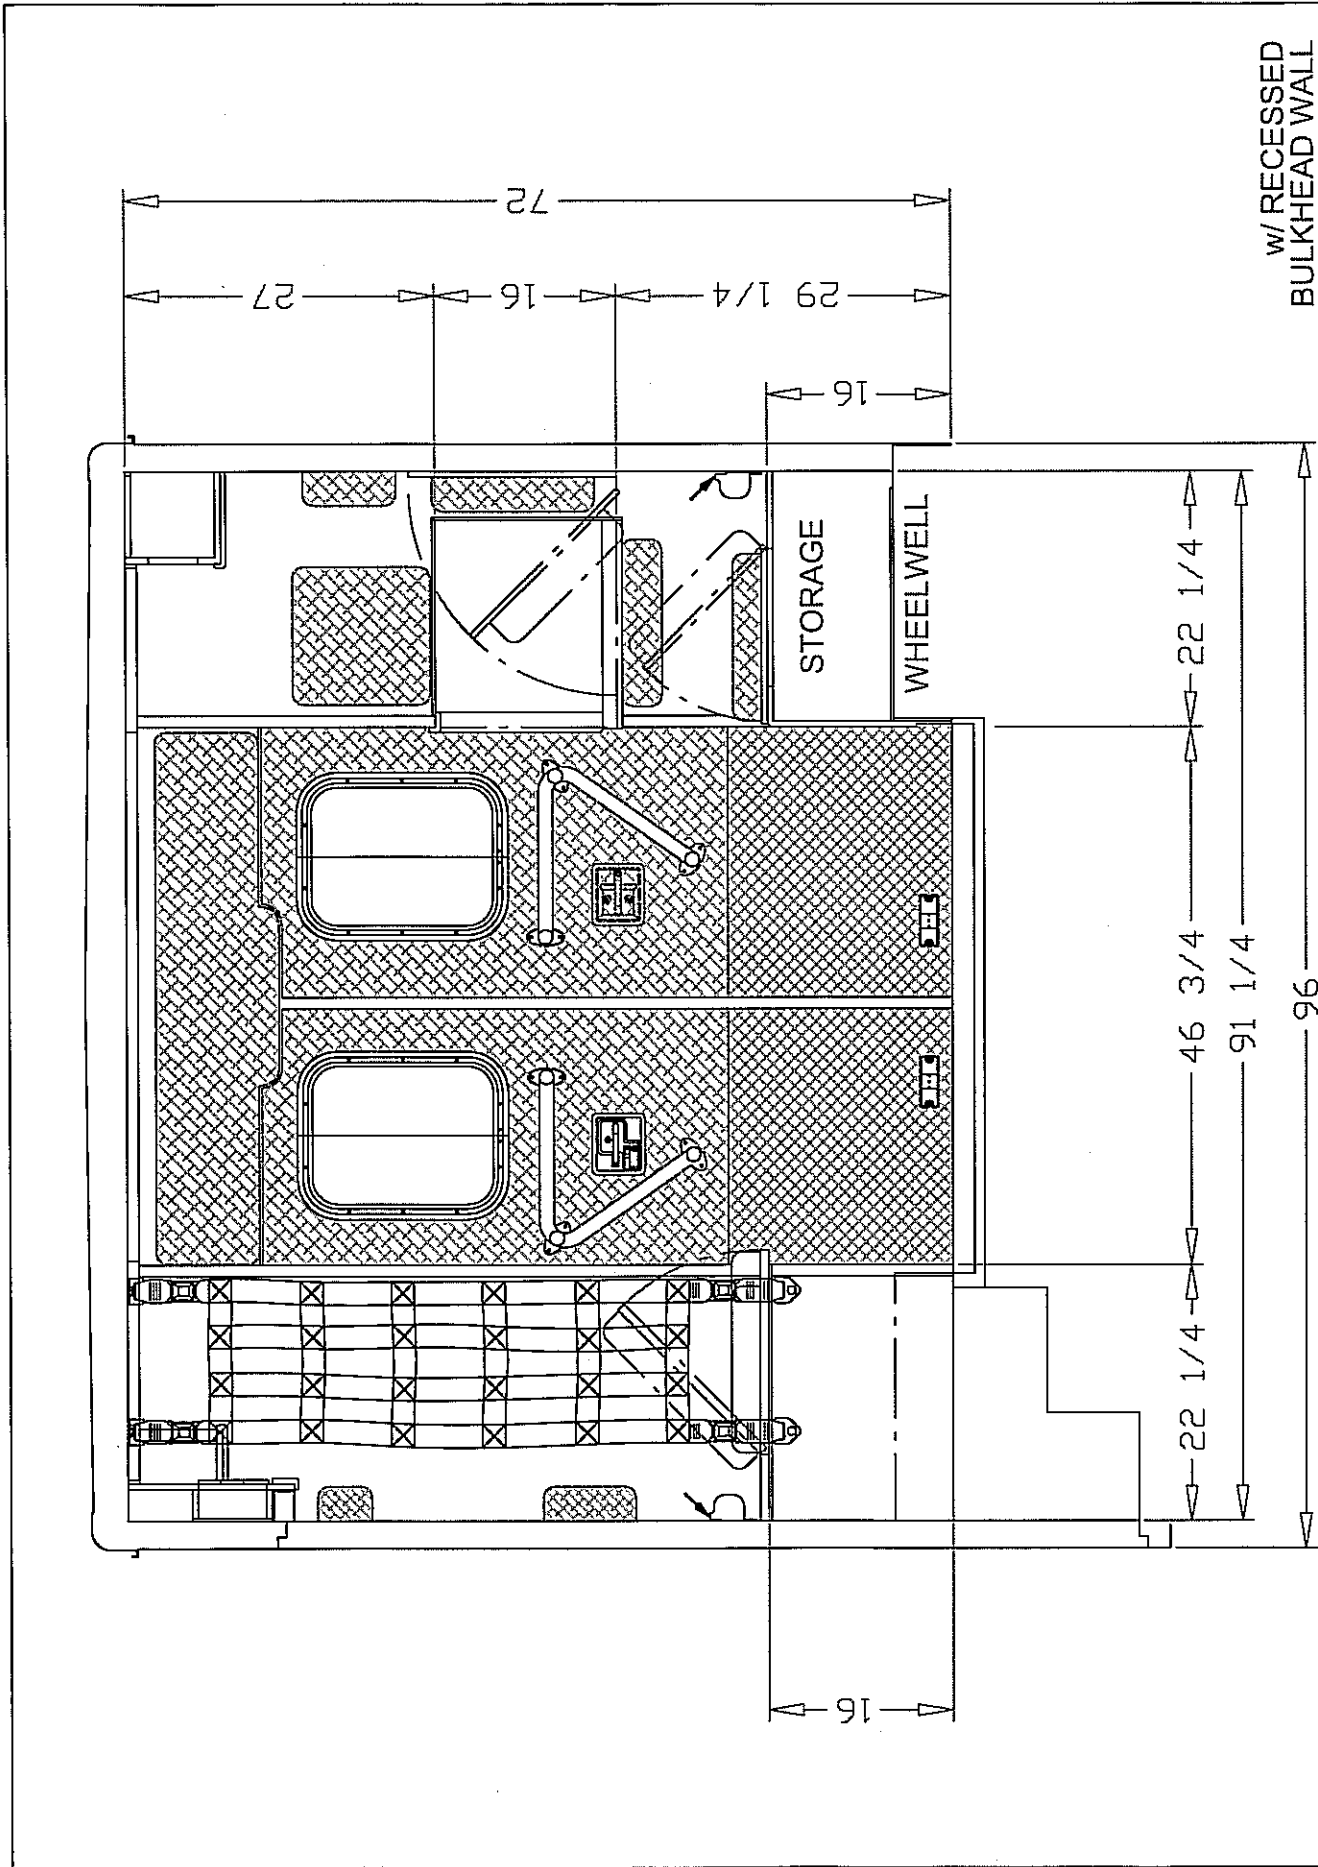 w/ RECESSED
BULKHEAD WALL
72
27
16
29 1/4
16
STORAGE
WHEELWELL
22 1/4
46 3/4
22 1/4
91 1/4
96
16